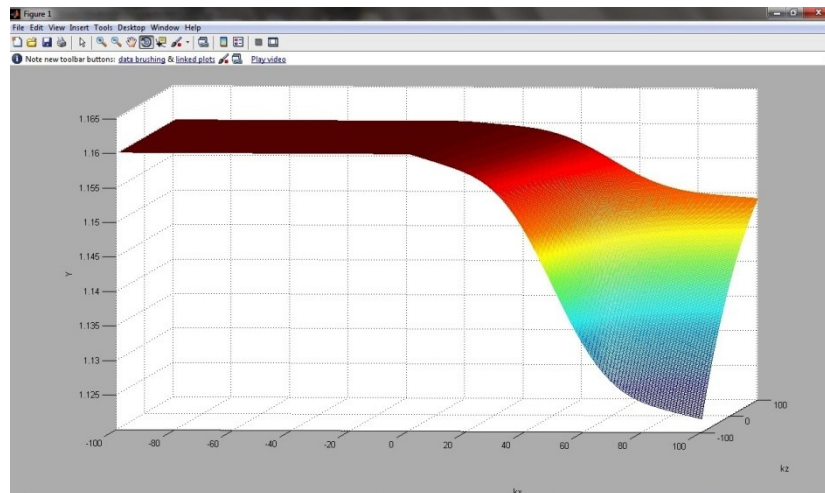 Figure 1
File Edit View Insert Tools Desktop Window Help
Note new toolbar buttons: data brushing & linked plots Play video
1.165
1.16
1.155
1.15
1.145
1.14
1.135
1.13
1.125
Y
-100 -80 -60 -40 -20 0 20 40 60 80 100
kx
-100 0 100
kz